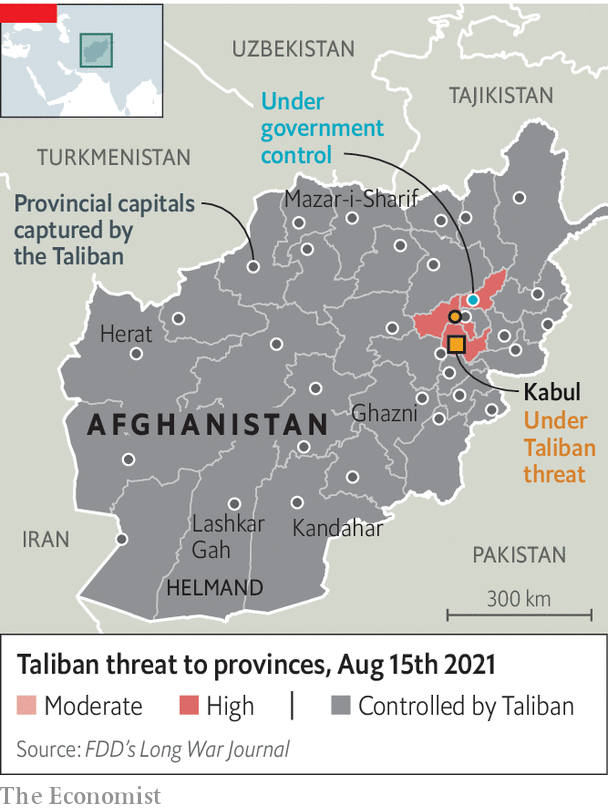 UZBEKISTAN
TAJIKISTAN
Under
government
control
TURKMENISTAN
Provincial capitals
captured by
the Taliban
Mazar-i-Sharif
Herat
Kabul
Under
Taliban
threat
Ghazni
AFGHANISTAN
Lashkar
Gah
Kandahar
IRAN
PAKISTAN
HELMAND
300 km
Taliban threat to provinces, Aug 15th 2021
Moderate High | Controlled by Taliban
Source: FDD's Long War Journal
The Economist